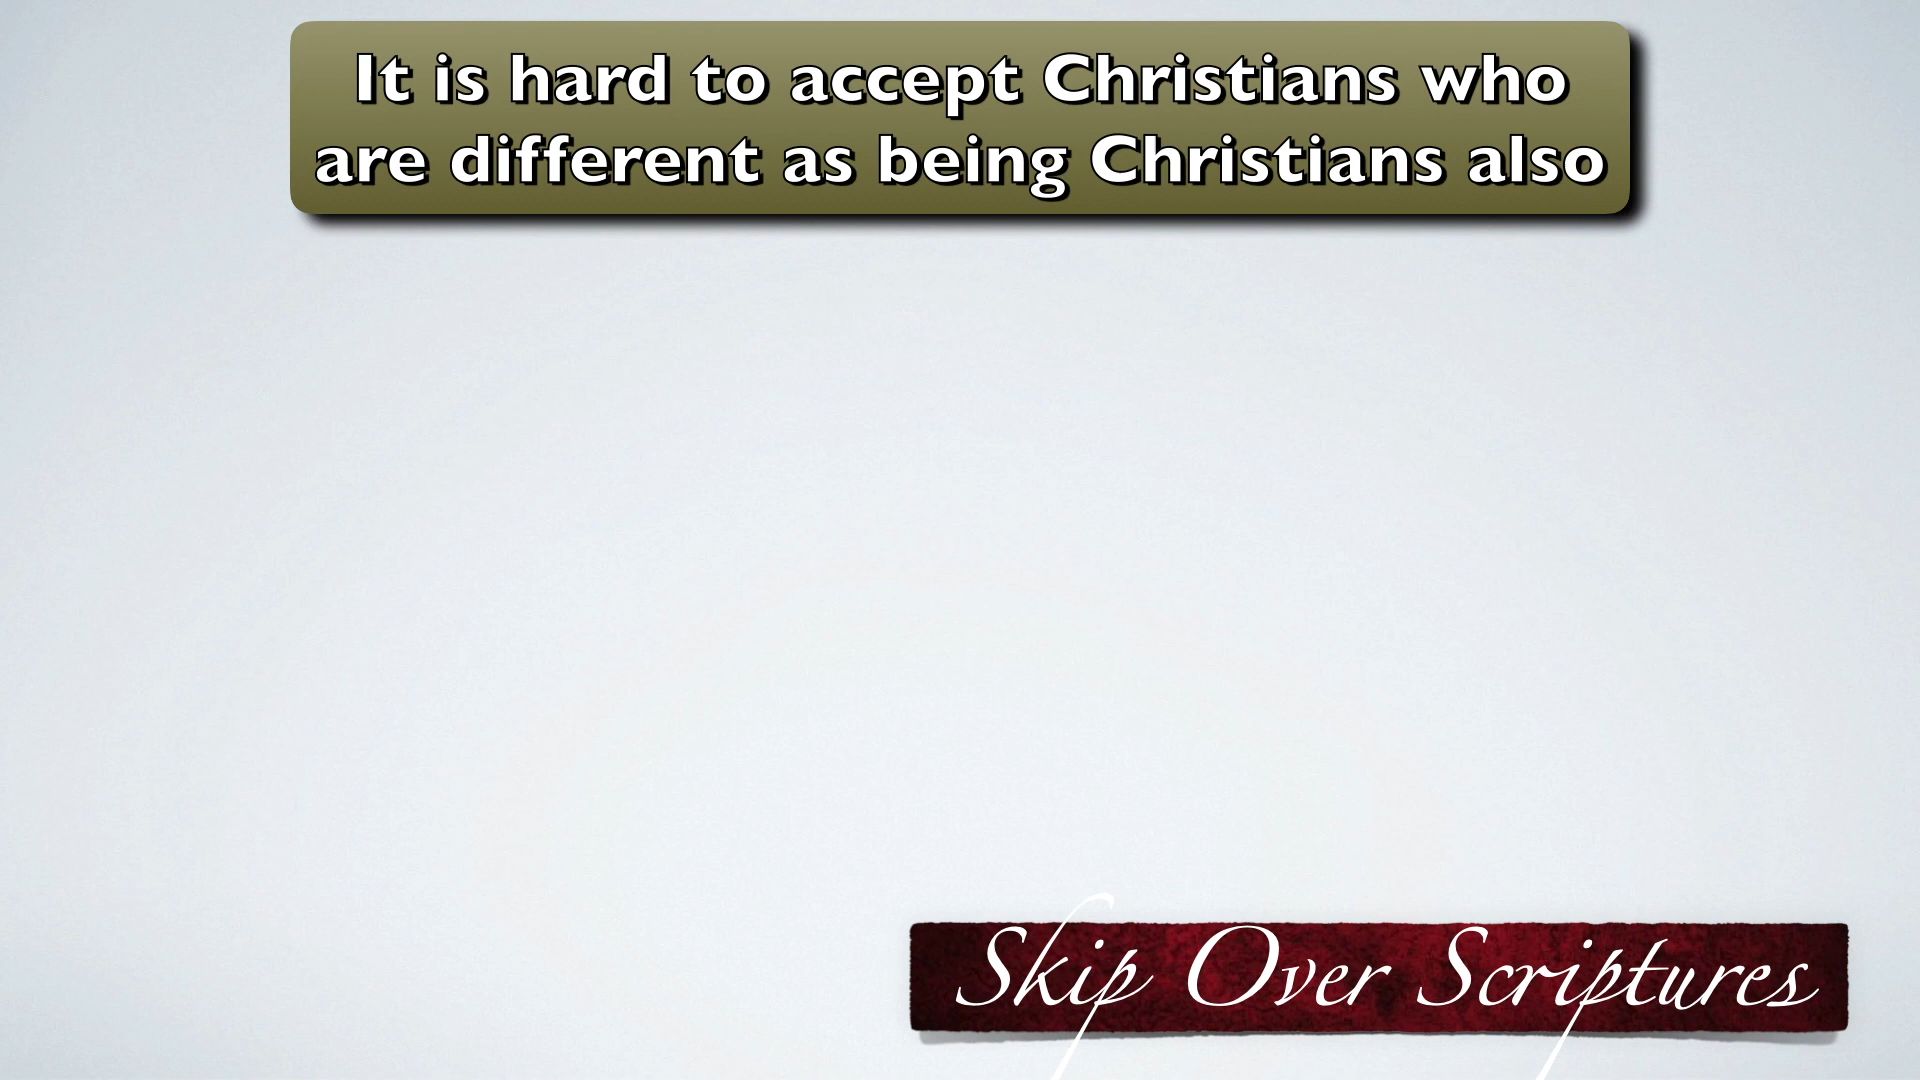 It is hard to accept Christians who
are different as being Christians also
Skip Over Scriptures